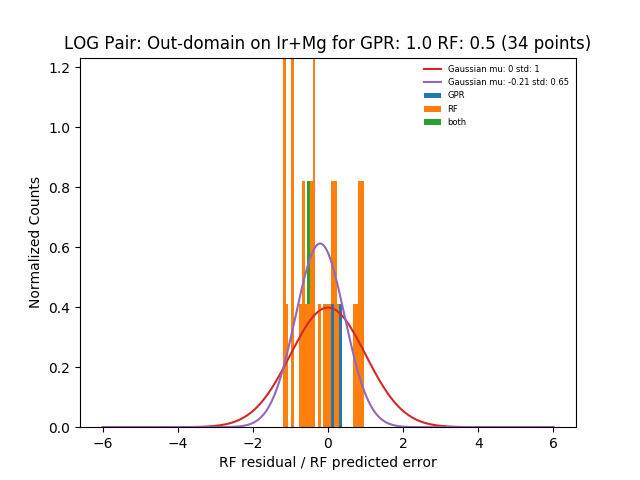 LOG Pair: Out-domain on Ir+Mg for GPR: 1.0 RF: 0.5 (34 points)
Gaussian mu: 0 std: 1
Gaussian mu: -0.21 std: 0.65
GPR
RF
both
1.2
1.0
0.8
0.6
0.4
0.2
0.0
Normalized Counts
−6 −4 −2 0 2 4 6
RF residual / RF predicted error